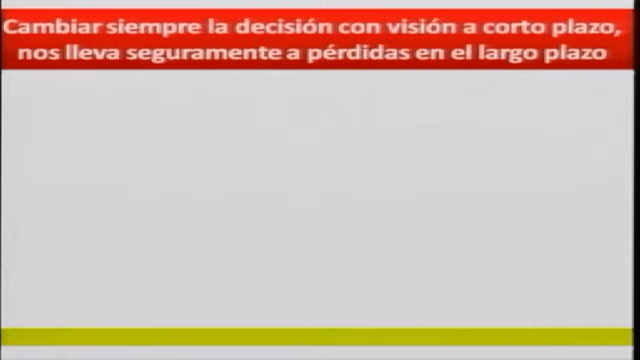 Cambiar siempre la decisión con visión a corto plazo,
nos lleva seguramente a pérdidas en el largo plazo